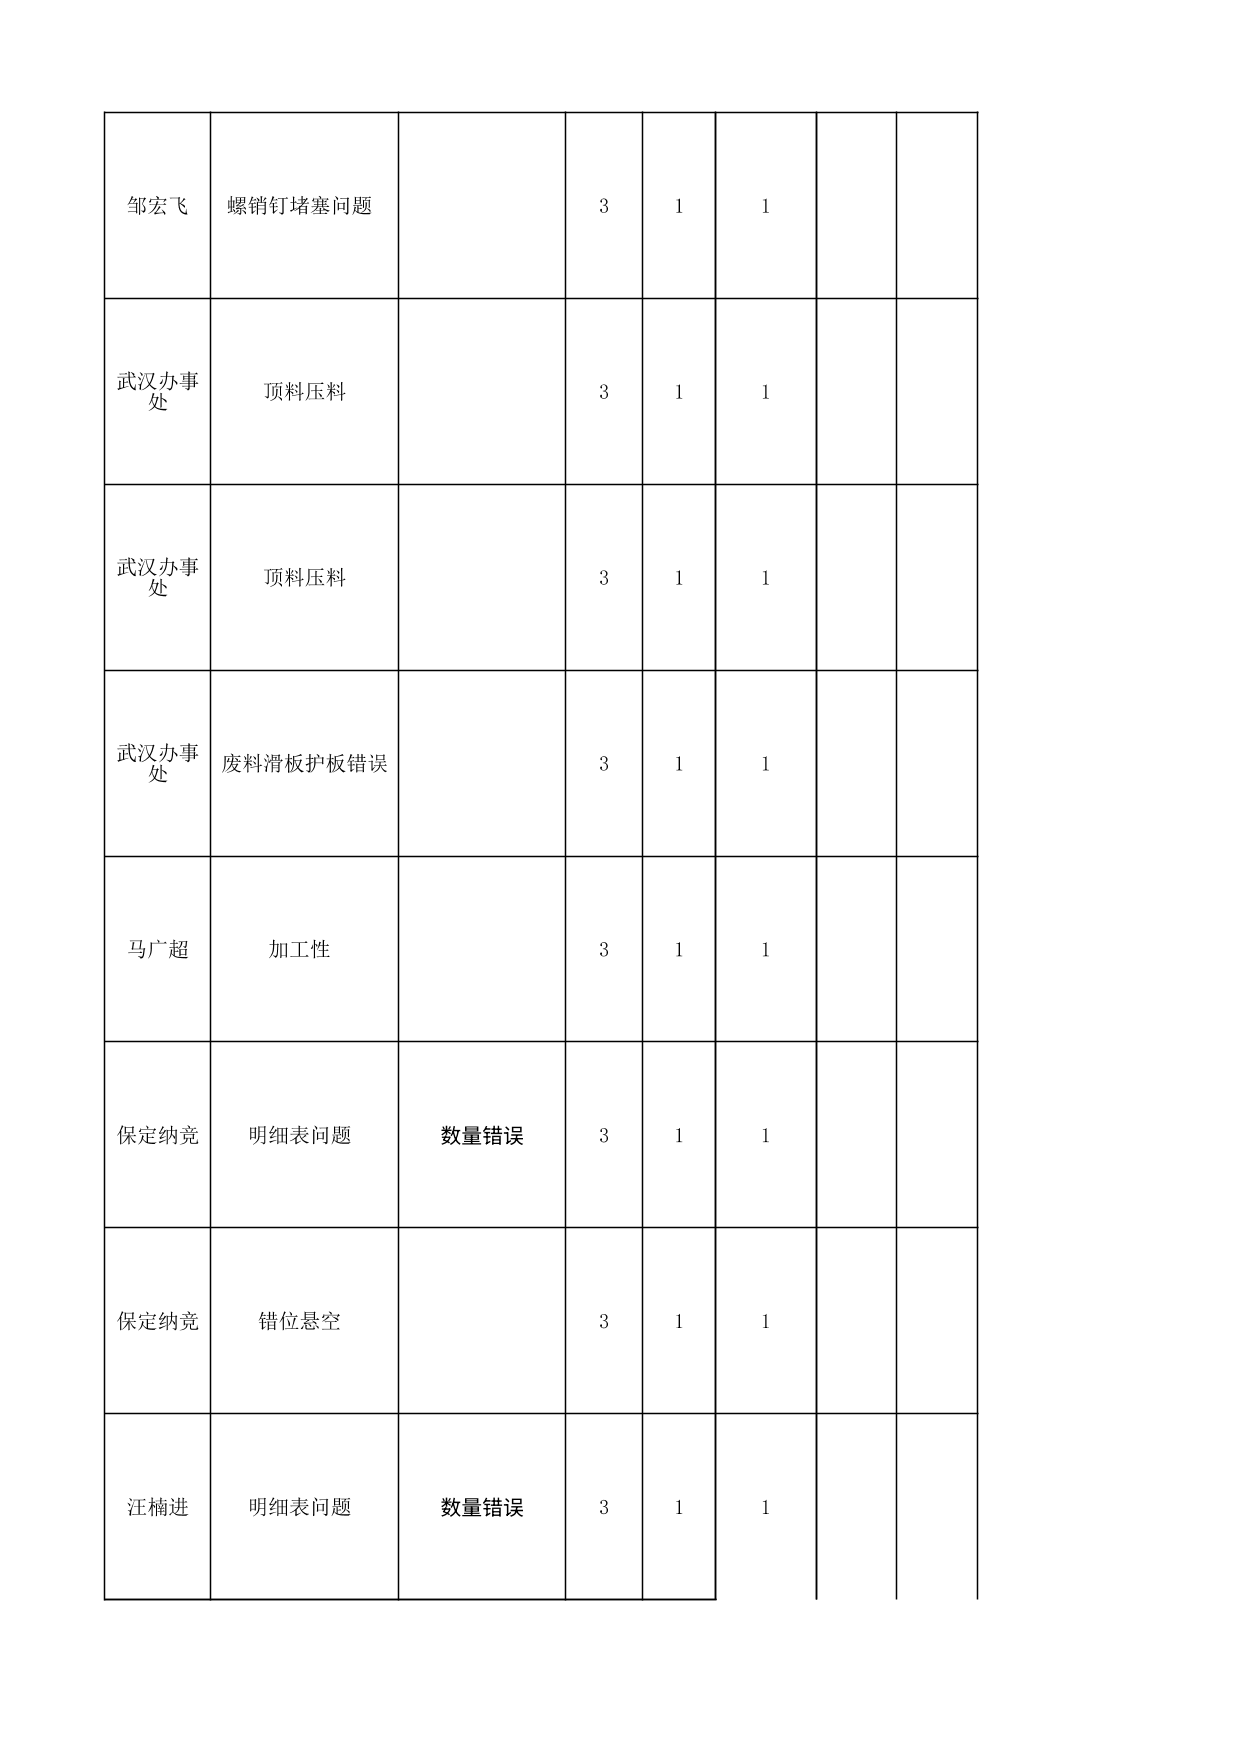 邹宏飞 螺销钉堵塞问题 3 1 1
武汉办事
处 顶料压料 3 1 1
武汉办事
处 顶料压料 3 1 1
武汉办事
处 废料滑板护板错误 3 1 1
马广超 加工性 3 1 1
保定纳竞 明细表问题 数量错误 3 1 1
保定纳竞 错位悬空 3 1 1
汪楠进 明细表问题 数量错误 3 1 1